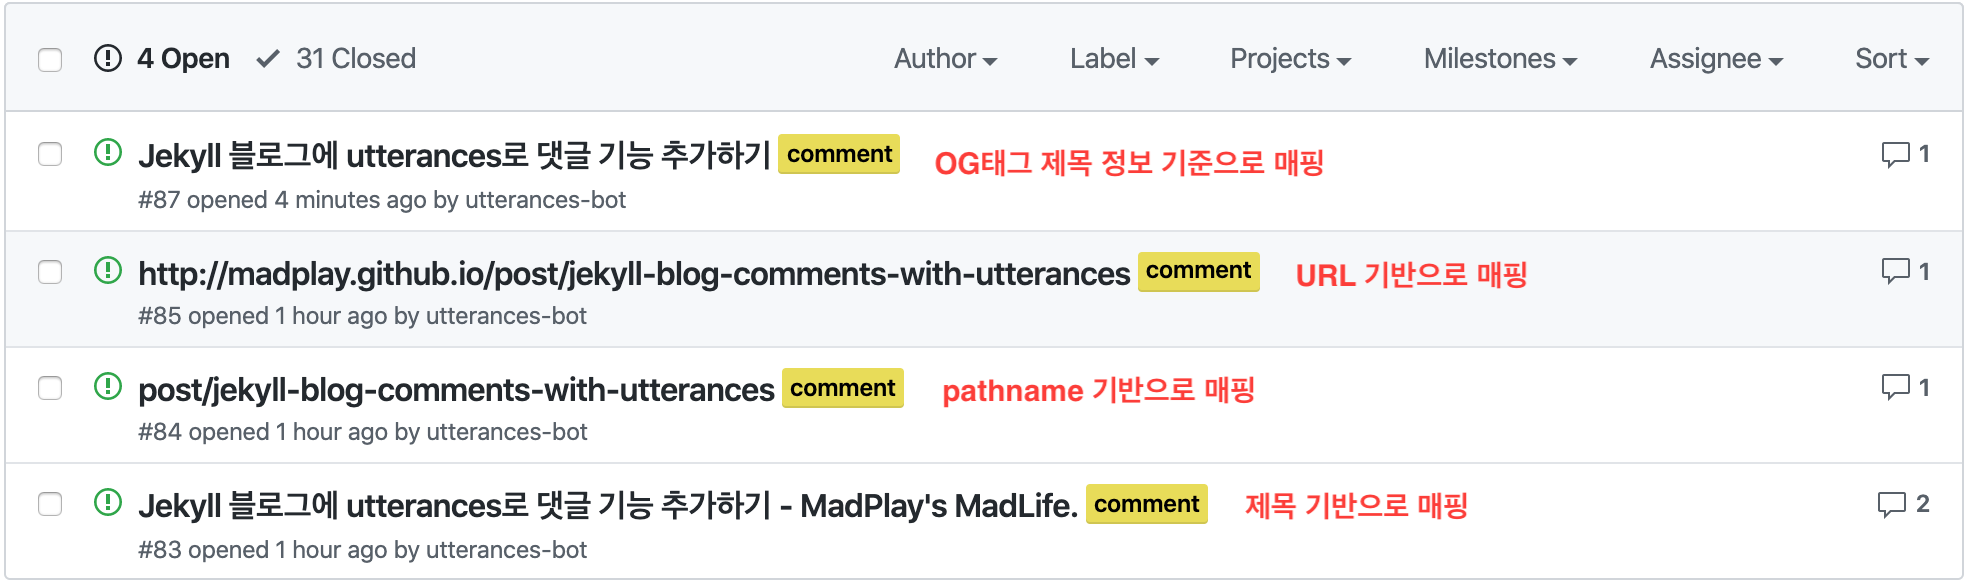 4 Open 31 Closed Author Label Projects Milestones Assignee Sort
Jekyll 블로그에 utterances로 댓글 기능 추가하기 comment OG태그 제목 정보 기준으로 매핑 1
#87 opened 4 minutes ago by utterances-bot
http://madplay.github.io/post/jekyll-blog-comments-with-utterances comment URL 기반으로 매핑 1
#85 opened 1 hour ago by utterances-bot
post/jekyll-blog-comments-with-utterances comment pathname 기반으로 매핑 1
#84 opened 1 hour ago by utterances-bot
Jekyll 블로그에 utterances로 댓글 기능 추가하기 - MadPlay's MadLife. comment 제목 기반으로 매핑 2
#83 opened 1 hour ago by utterances-bot